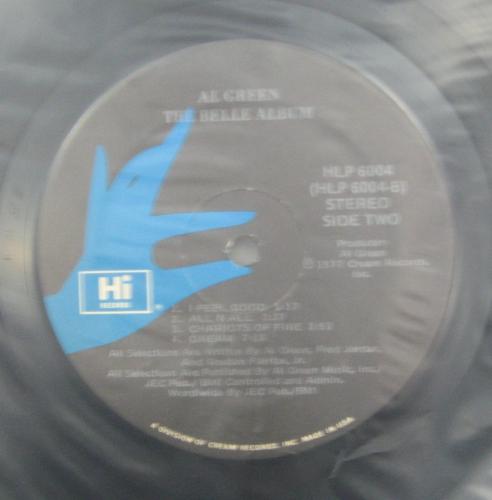 AL GREEN
THE BELLE ALBUM
HLP 6004
(HLP 6004-B)
STEREO
SIDE TWO
Producer:
Al Green
℗ 1977 Cream Records,
Inc.
Hi
RECORDS
1. I FEEL GOOD
2. ALL N ALL
3. CHARIOTS OF FIRE
4. DREAM
All Selections Are Written By Al Green, Fred Jordan,
And Reuben Fairfax, Jr.
All Selections Are Published By Al Green Music, Inc./
JEC Pub./ BMI Controlled and Admin.
Worldwide By JEC Pub./BMI
A DIVISION OF CREAM RECORDS, INC. MADE IN USA